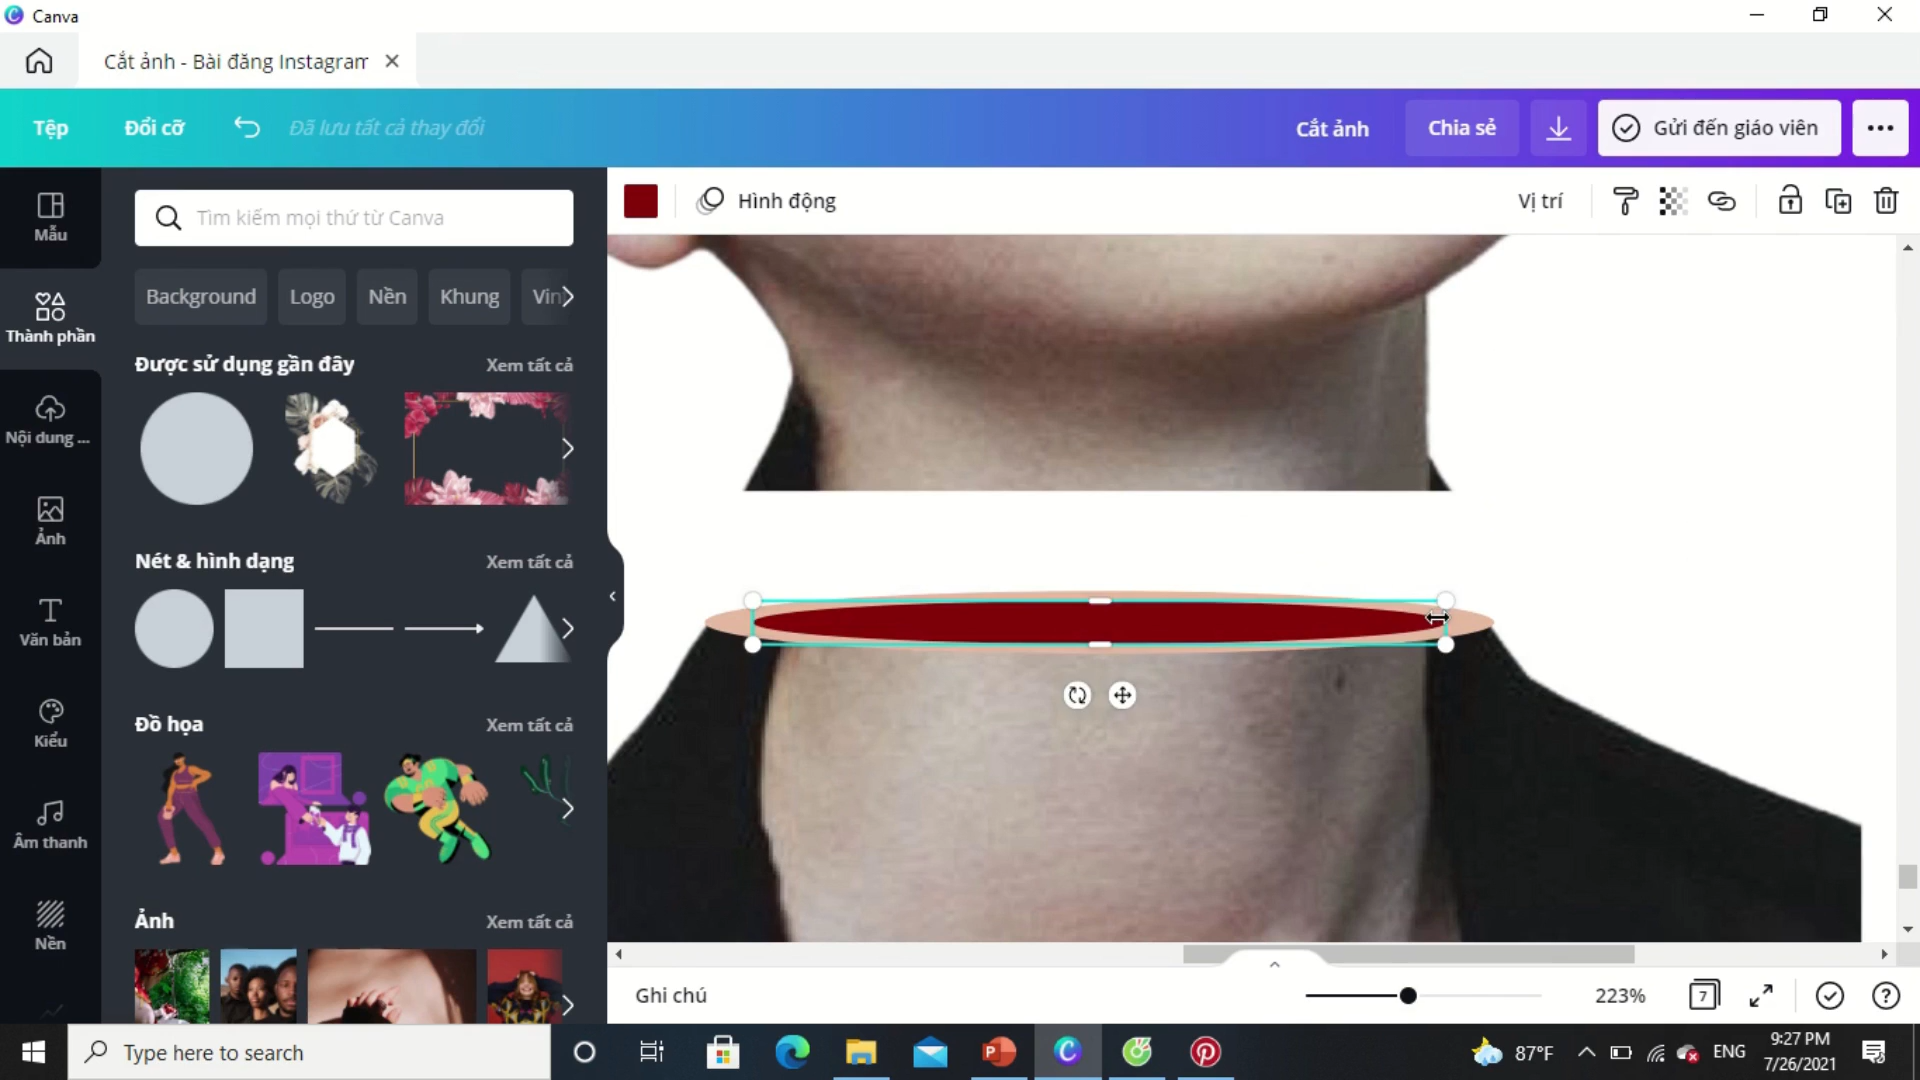 Canva
Cắt ảnh - Bài đăng Instagram
Tệp
Đổi cỡ
Đã lưu tất cả thay đổi
Cắt ảnh
Chia sẻ
Gửi đến giáo viên
Mẫu
Thành phần
Nội dung ...
Ảnh
Văn bản
Kiểu
Âm thanh
Nền
Tìm kiếm mọi thứ từ Canva
Background
Logo
Nền
Khung
Vin
Được sử dụng gần đây
Xem tất cả
Nét & hình dạng
Xem tất cả
Đồ họa
Xem tất cả
Ảnh
Xem tất cả
Hình động
Vị trí
Ghi chú
223%
7
Type here to search
87°F
ENG
9:27 PM
7/26/2021